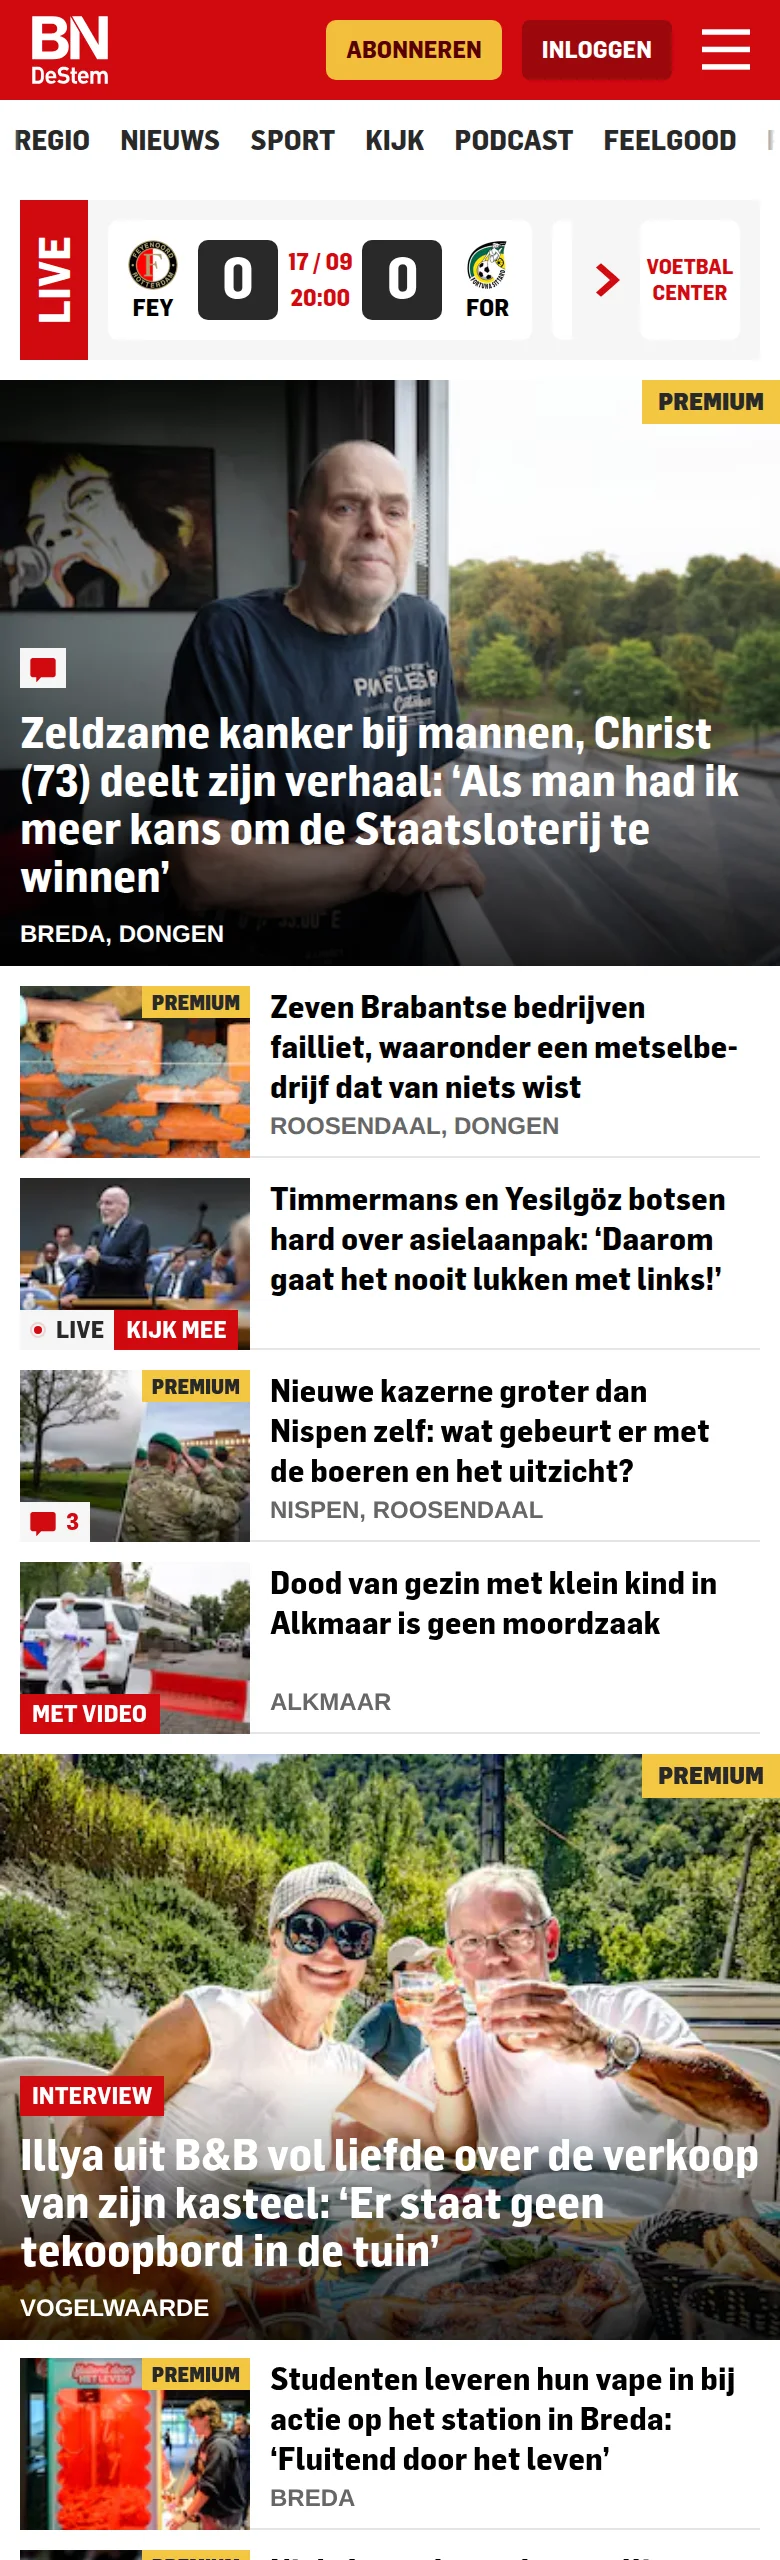 BN
DeStem
ABONNEREN
INLOGGEN
REGIO NIEUWS SPORT KIJK PODCAST FEELGOOD
LIVE
FEYENOORD
ROTTERDAM
FEY
0
17 / 09
20:00
0
FORTUNA SITTARD
FOR
VOETBAL
CENTER
PREMIUM
Zeldzame kanker bij mannen, Christ
(73) deelt zijn verhaal: ‘Als man had ik
meer kans om de Staatsloterij te
winnen’
BREDA, DONGEN
PREMIUM
Zeven Brabantse bedrijven
failliet, waaronder een metselbe-
drijf dat van niets wist
ROOSENDAAL, DONGEN
Timmermans en Yesilgöz botsen
hard over asielaanpak: ‘Daarom
gaat het nooit lukken met links!’
LIVE
KIJK MEE
PREMIUM
Nieuwe kazerne groter dan
Nispen zelf: wat gebeurt er met
de boeren en het uitzicht?
3
NISPEN, ROOSENDAAL
Dood van gezin met klein kind in
Alkmaar is geen moordzaak
ALKMAAR
MET VIDEO
PREMIUM
INTERVIEW
Illya uit B&B vol liefde over de verkoop
van zijn kasteel: ‘Er staat geen
tekoopbord in de tuin’
VOGELWAARDE
PREMIUM
Studenten leveren hun vape in bij
actie op het station in Breda:
‘Fluitend door het leven’
BREDA